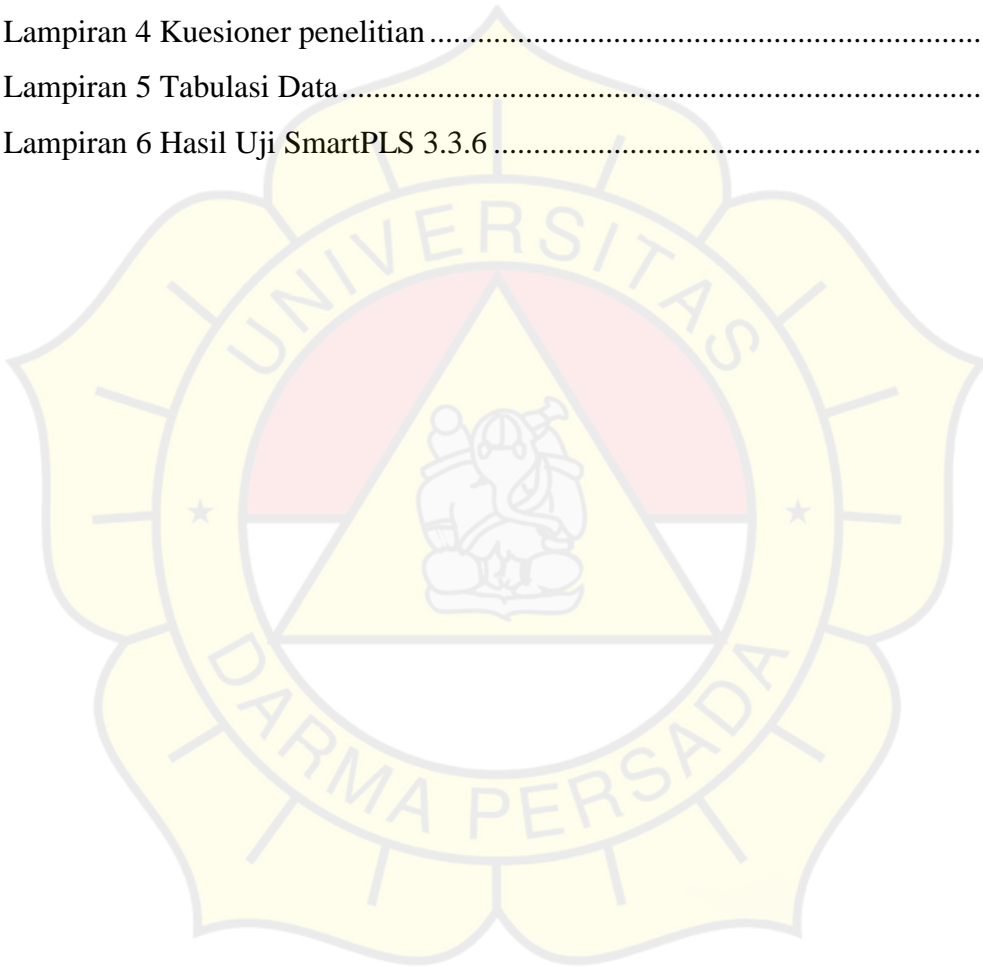 Lampiran 4 Kuesioner penelitian ......................................................................
Lampiran 5 Tabulasi Data .................................................................................
Lampiran 6 Hasil Uji SmartPLS 3.3.6 ..............................................................
UNIVERSITAS
DARMA PERSADA